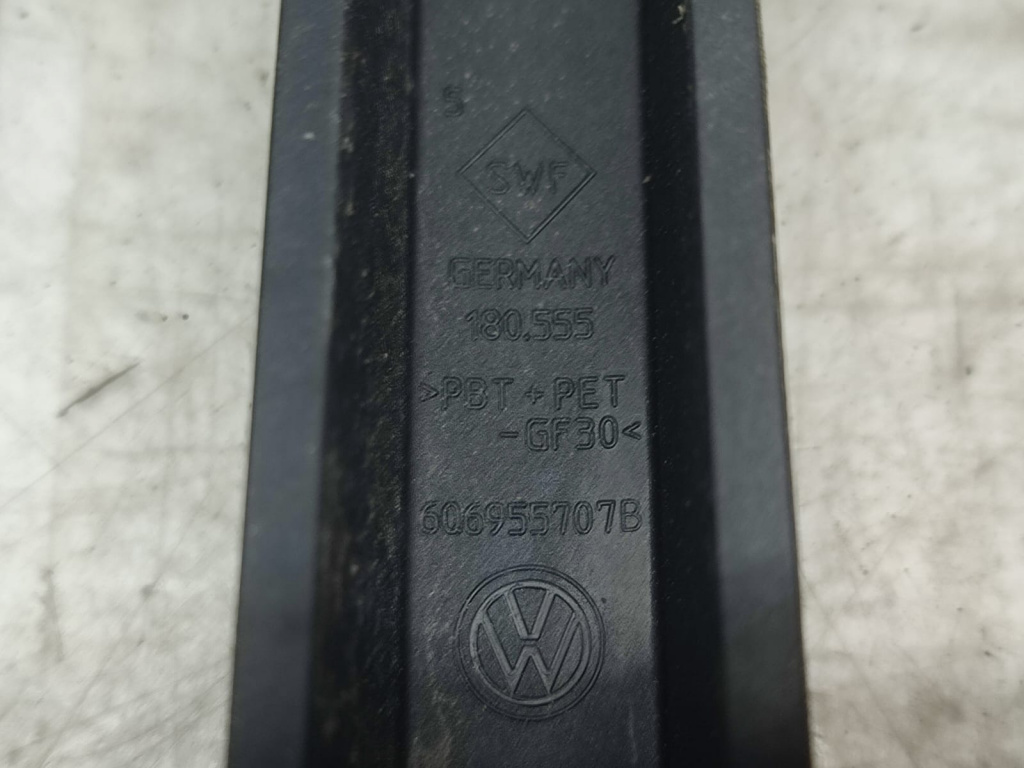 S
SWF
GERMANY
180.555
>PBT + PET
-GF30<
6Q6955707B
VW